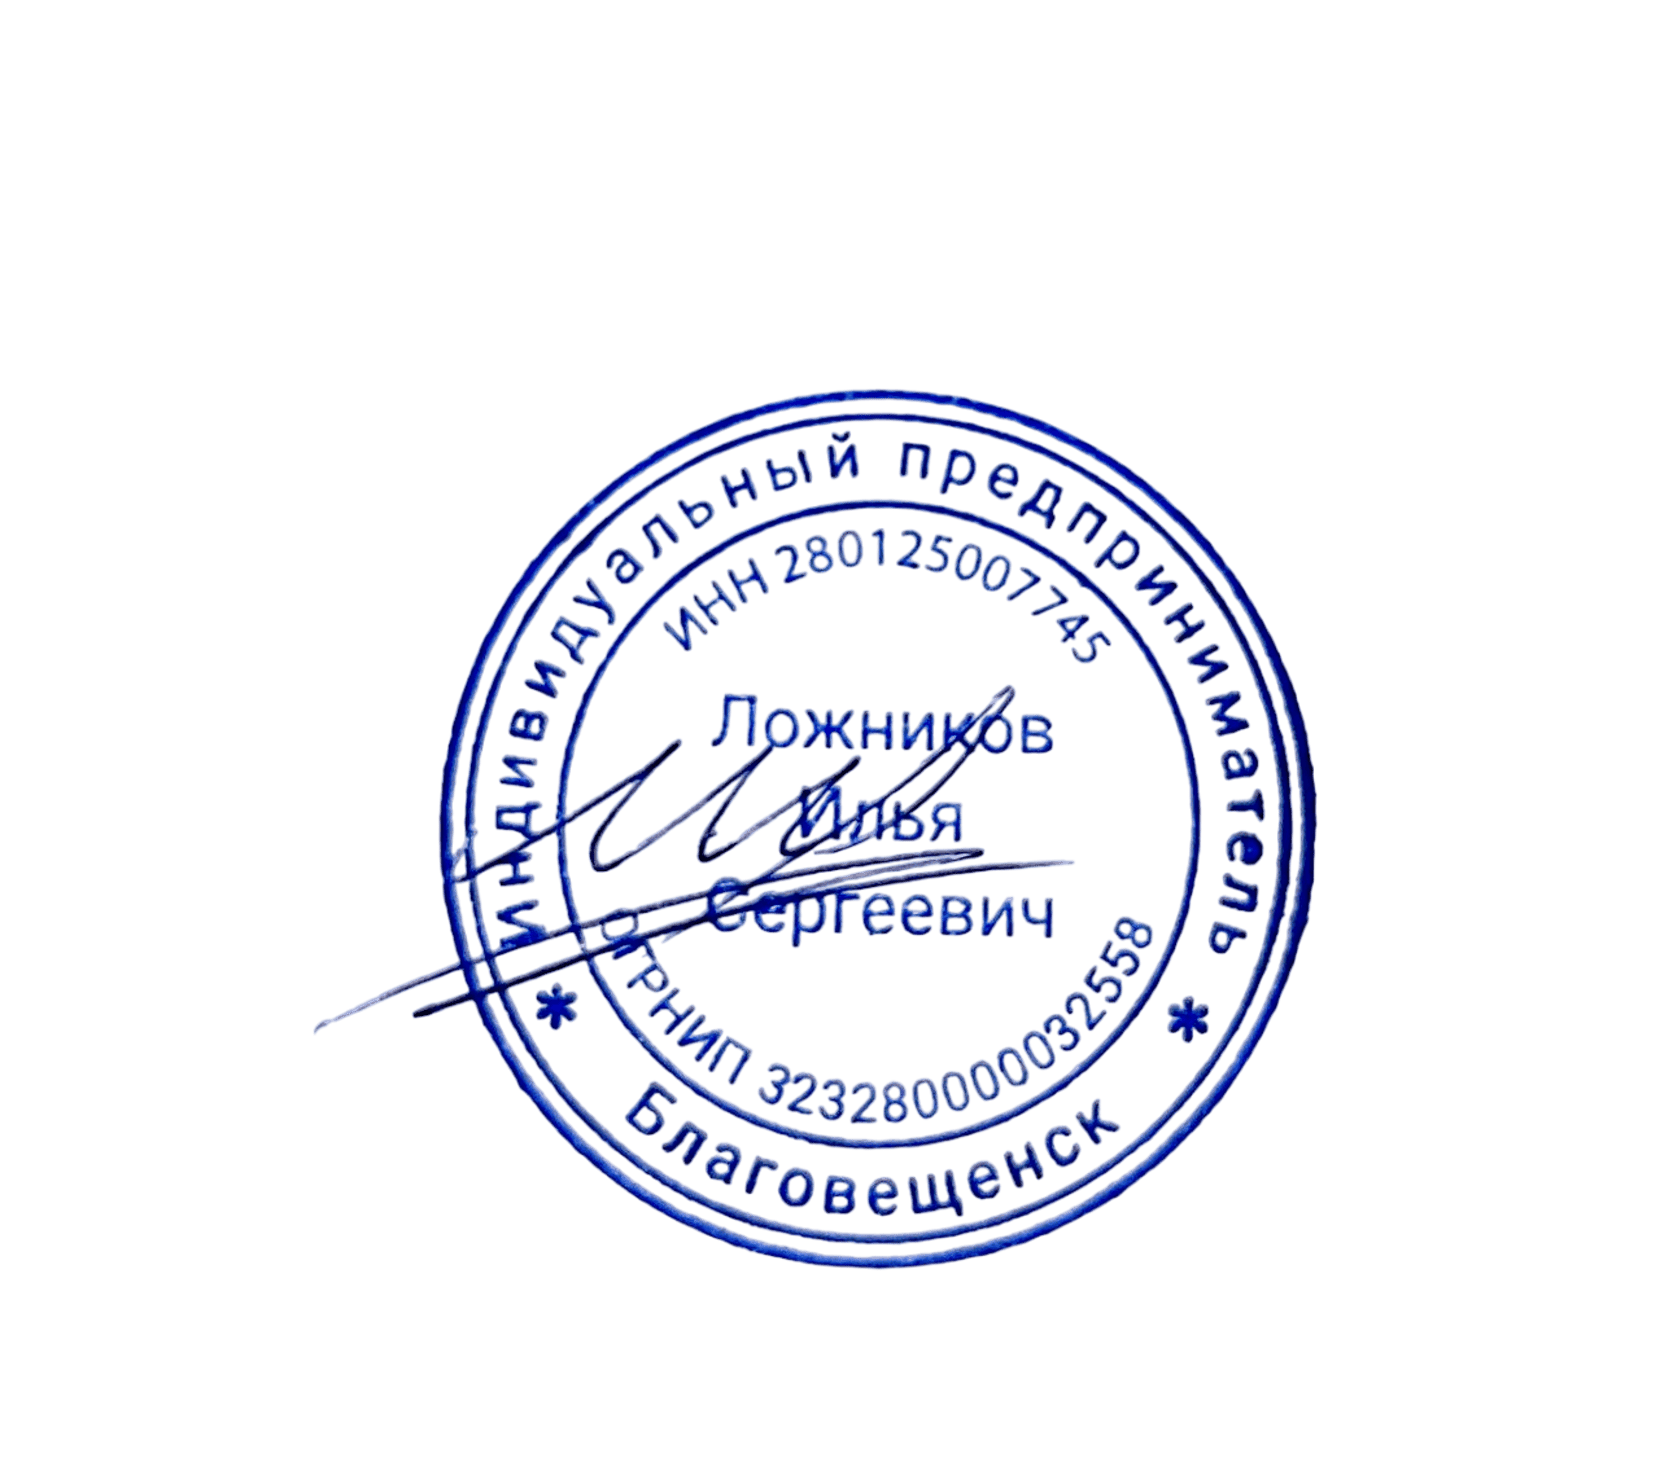 Индивидуальный предприниматель
ИНН 280125007745
Ложников
Илья
Сергеевич
ОГРНИП 323280000032558
* Благовещенск *